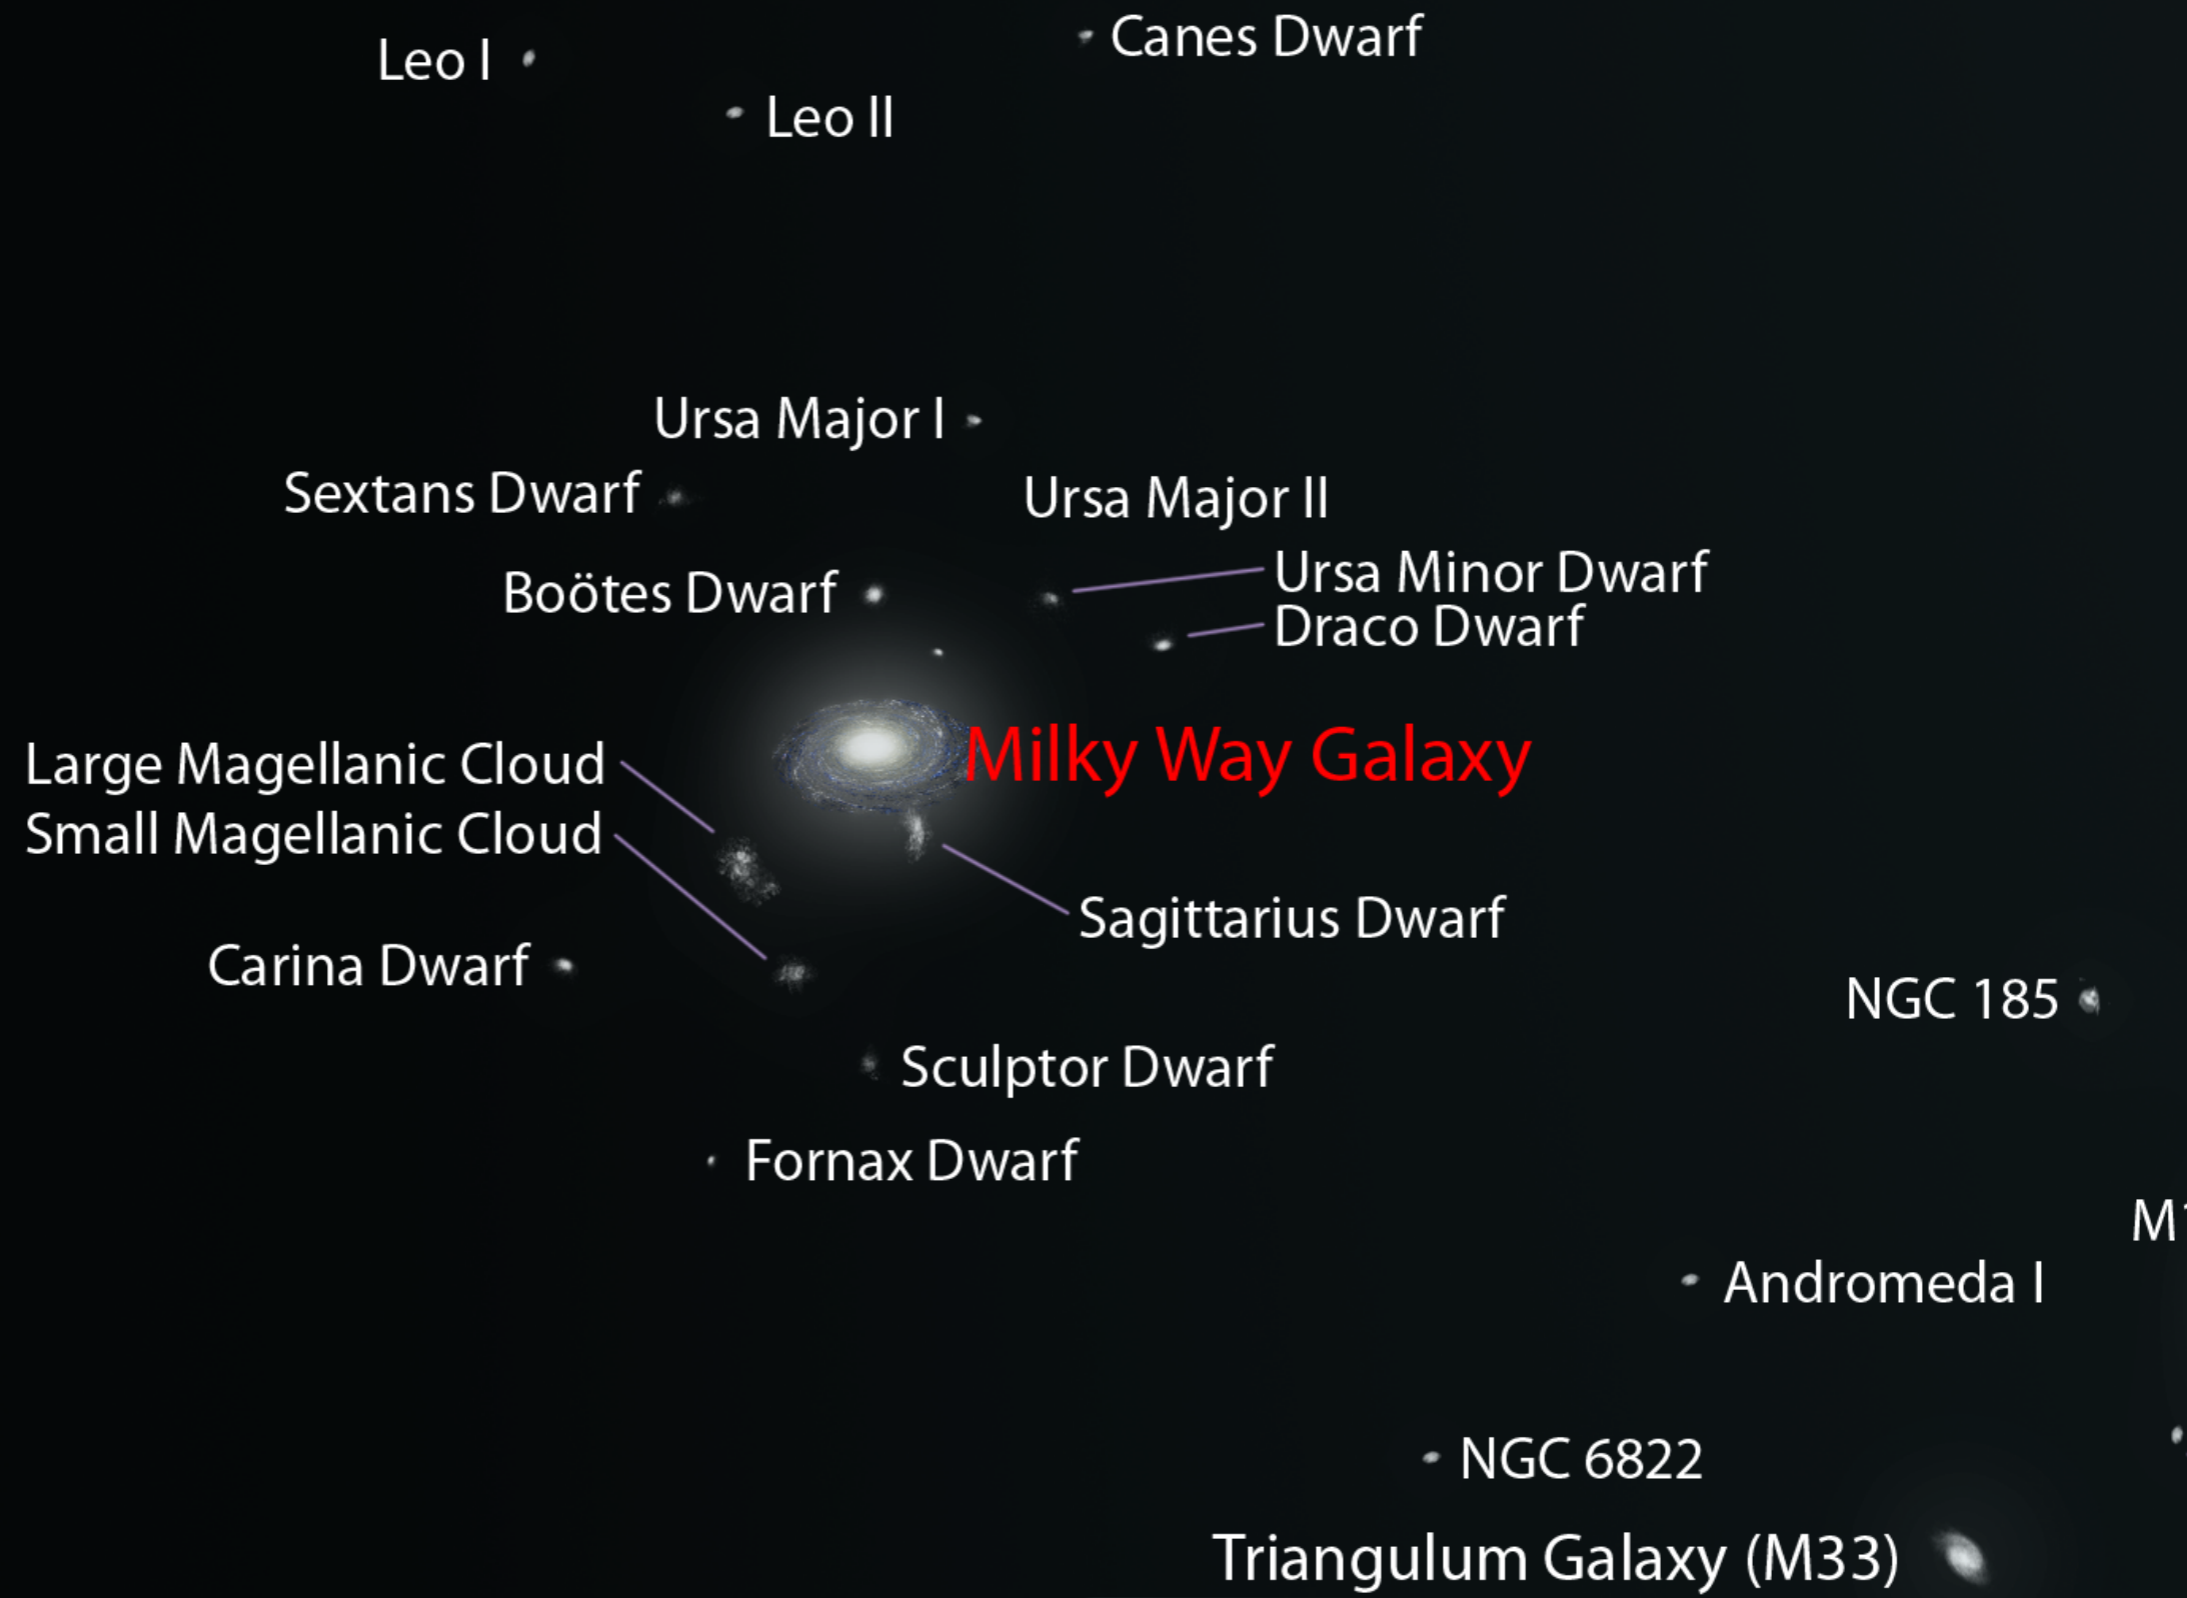 Canes Dwarf
Leo I
Leo II
Ursa Major I
Sextans Dwarf
Ursa Major II
Ursa Minor Dwarf
Boötes Dwarf
Draco Dwarf
Milky Way Galaxy
Large Magellanic Cloud
Small Magellanic Cloud
Sagittarius Dwarf
Carina Dwarf
NGC 185
Sculptor Dwarf
Fornax Dwarf
Andromeda I
NGC 6822
Triangulum Galaxy (M33)